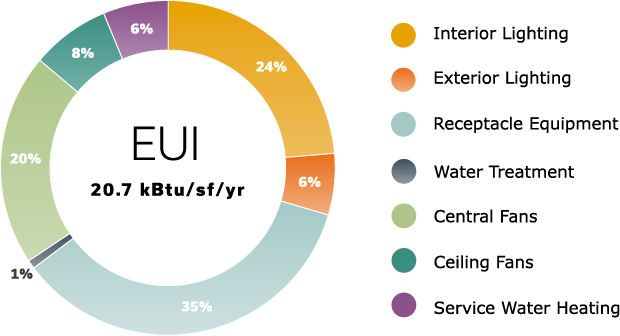 6%
24%
8%
20%
6%
1%
35%
EUI
20.7 kBtu/sf/yr
Interior Lighting
Exterior Lighting
Receptacle Equipment
Water Treatment
Central Fans
Ceiling Fans
Service Water Heating